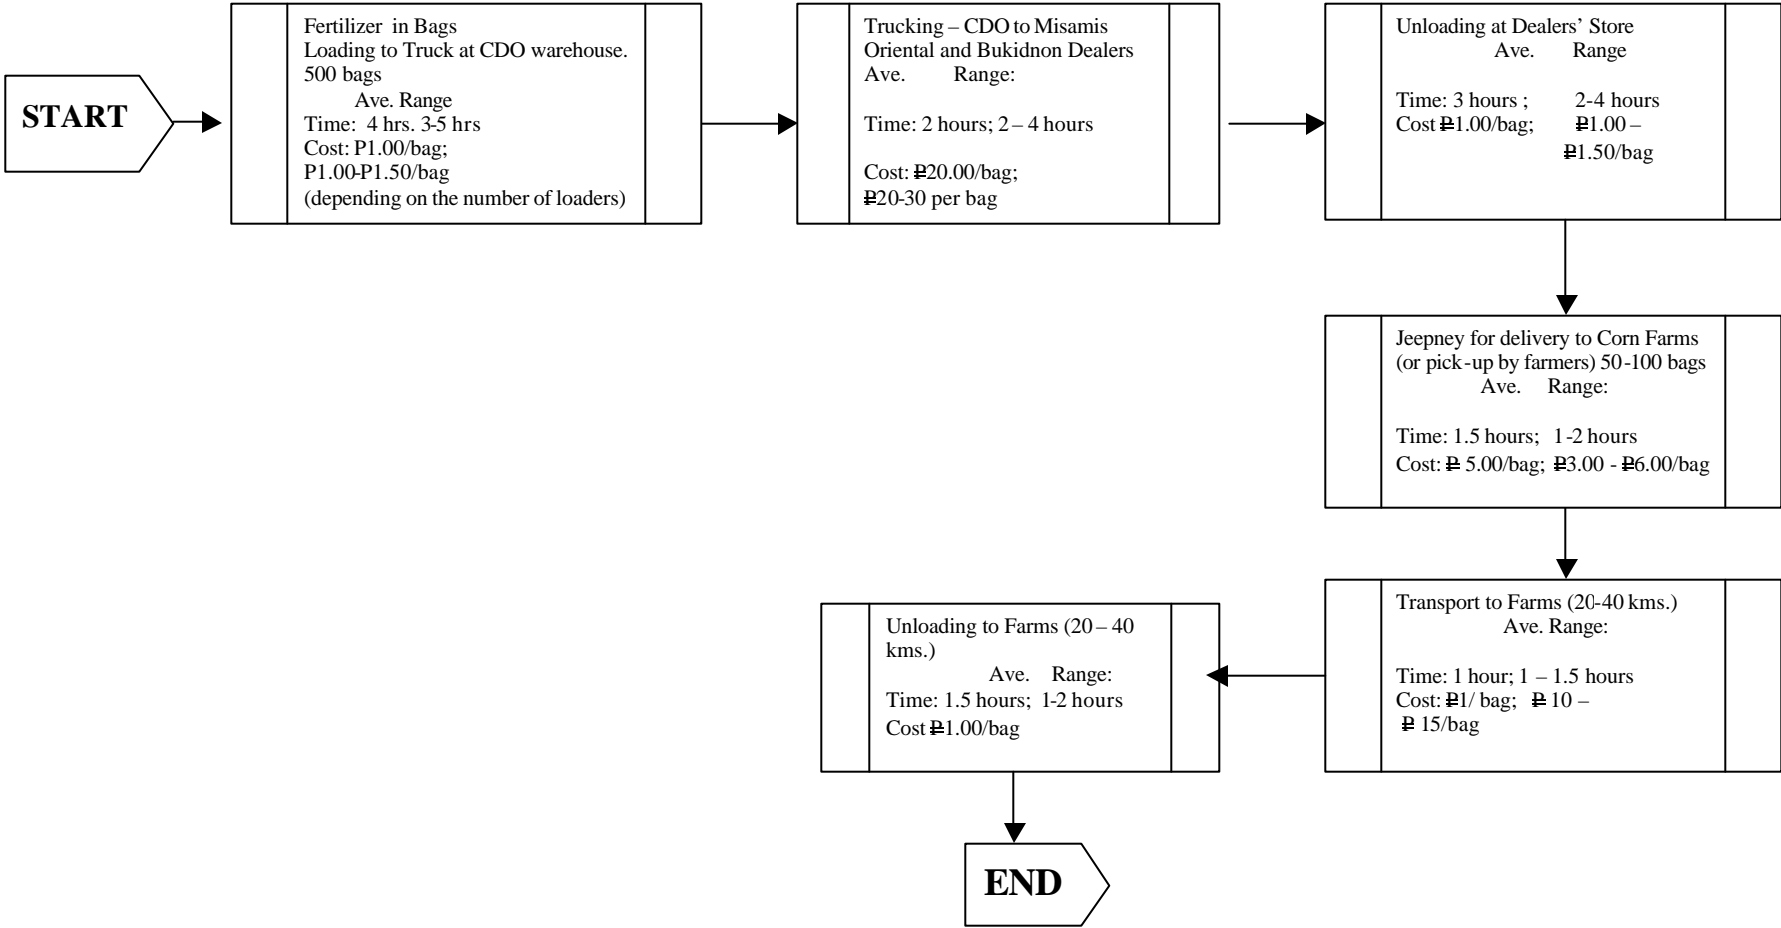 START
Fertilizer in Bags
Loading to Truck at CDO warehouse.
500 bags
Ave. Range
Time: 4 hrs. 3-5 hrs
Cost: P1.00/bag;
P1.00-P1.50/bag
(depending on the number of loaders)
Trucking – CDO to Misamis
Oriental and Bukidnon Dealers
Ave. Range:
Time: 2 hours; 2 – 4 hours
Cost: ₱20.00/bag;
₱20-30 per bag
Unloading at Dealers’ Store
Ave. Range
Time: 3 hours ; 2-4 hours
Cost ₱1.00/bag; ₱1.00 –
₱1.50/bag
Jeepney for delivery to Corn Farms
(or pick-up by farmers) 50-100 bags
Ave. Range:
Time: 1.5 hours; 1-2 hours
Cost: ₱ 5.00/bag; ₱3.00 - ₱6.00/bag
Transport to Farms (20-40 kms.)
Ave. Range:
Time: 1 hour; 1 – 1.5 hours
Cost: ₱1/ bag; ₱ 10 –
₱ 15/bag
Unloading to Farms (20 – 40
kms.)
Ave. Range:
Time: 1.5 hours; 1-2 hours
Cost ₱1.00/bag
END